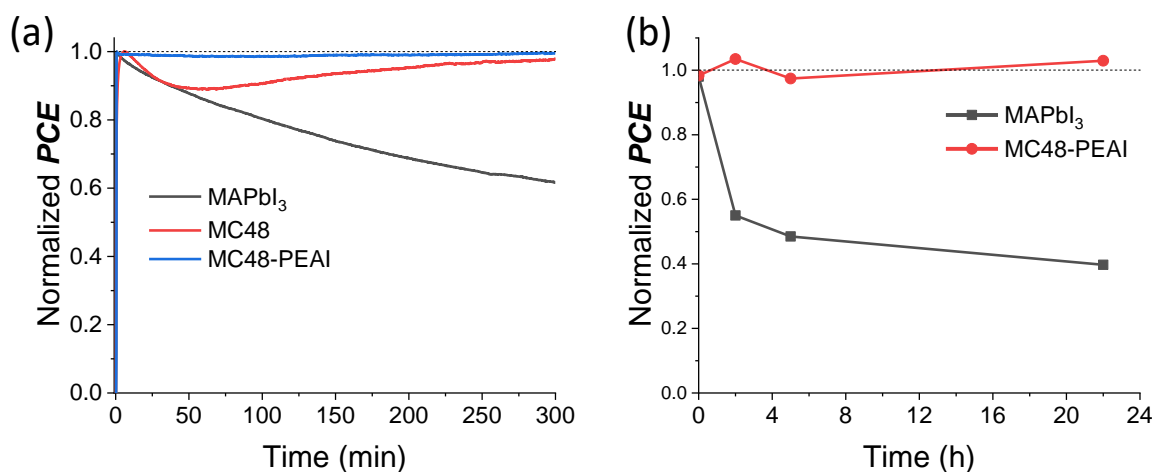 (a)
Normalized PCE
1.0
0.8
0.6
0.4
0.2
0.0
MAPbI₃
MC48
MC48-PEAI
0 50 100 150 200 250 300
Time (min)
(b)
Normalized PCE
1.0
0.8
0.6
0.4
0.2
0.0
MAPbI₃
MC48-PEAI
0 4 8 12 16 20 24
Time (h)